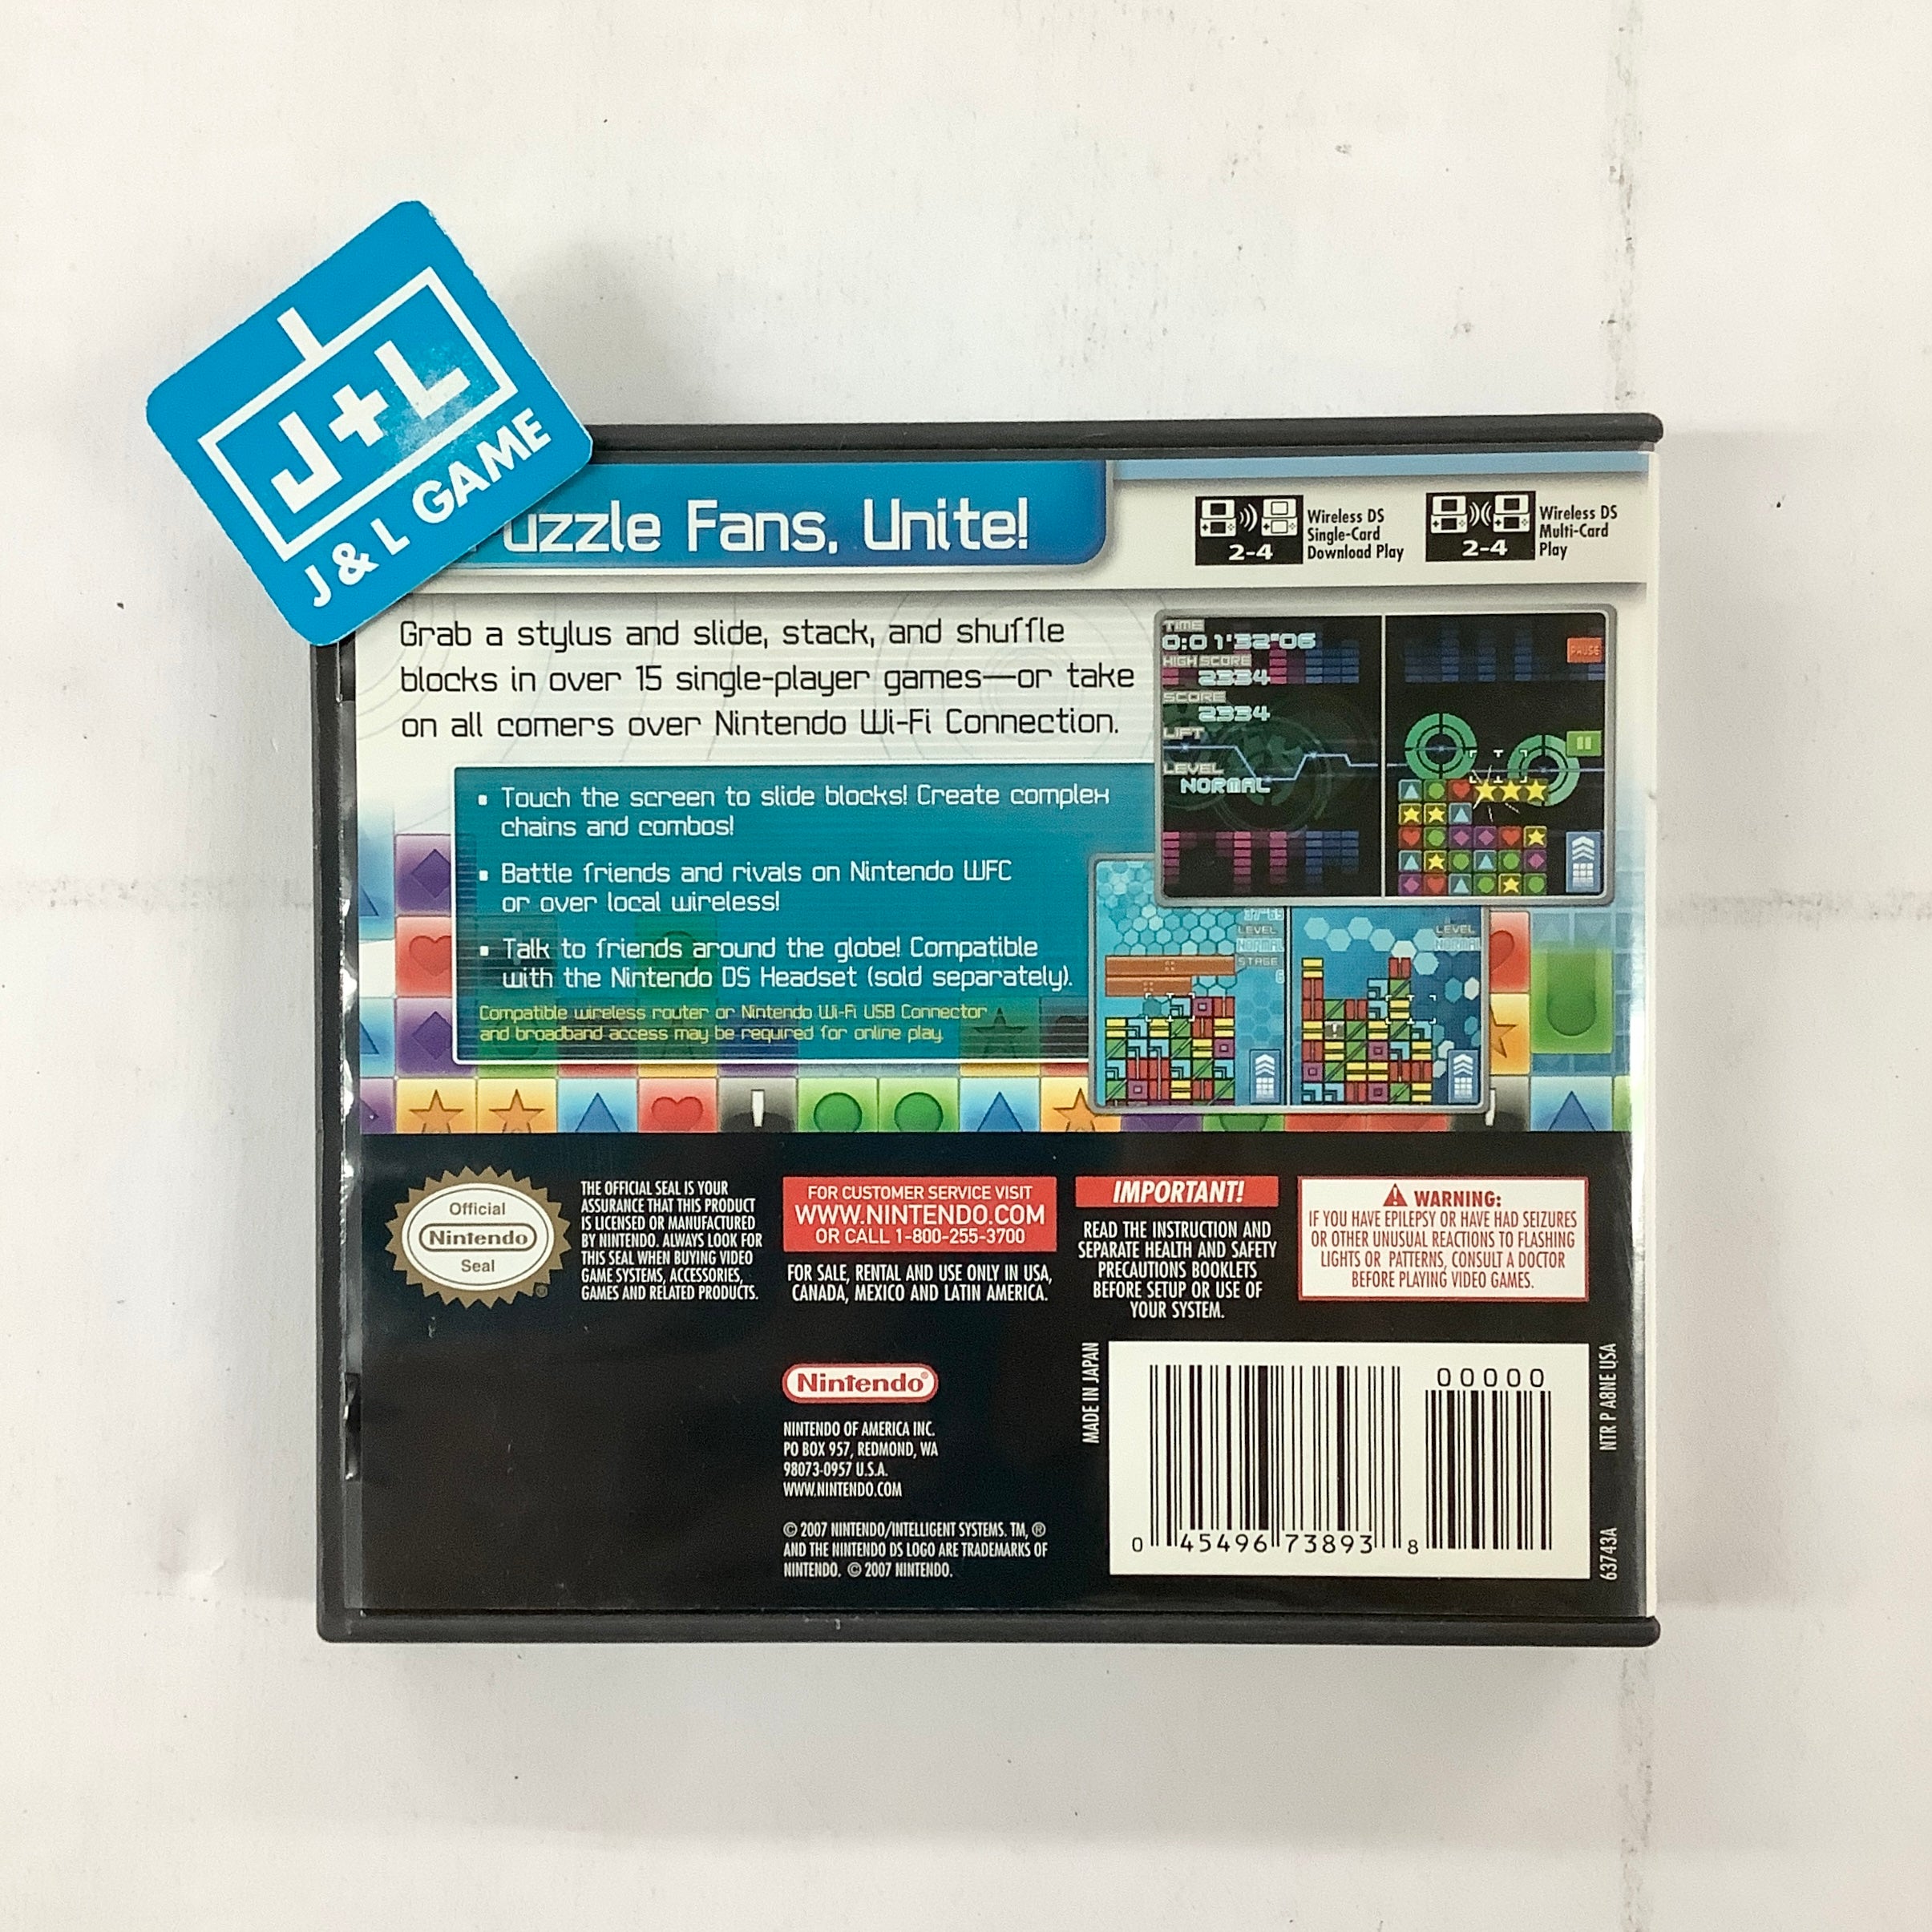 J+L
J & L GAME
Puzzle Fans, Unite!
2-4
Wireless DS
Single-Card
Download Play
2-4
Wireless DS
Multi-Card
Play
Grab a stylus and slide, stack, and shuffle
blocks in over 15 single-player games—or take
on all comers over Nintendo Wi-Fi Connection.
▪ Touch the screen to slide blocks! Create complex
chains and combos!
▪ Battle friends and rivals on Nintendo WFC
or over local wireless!
▪ Talk to friends around the globe! Compatible
with the Nintendo DS Headset (sold separately).
Compatible wireless router or Nintendo Wi-Fi USB Connector
and broadband access may be required for online play.
TIME
0:01'32"06
HIGH SCORE
2334
SCORE
2334
LIFT
LEVEL
NORMAL
PAUSE
LEVEL
NORMAL
STAGE
6
LEVEL
NORMAL
Official
Nintendo
Seal
®
THE OFFICIAL SEAL IS YOUR
ASSURANCE THAT THIS PRODUCT
IS LICENSED OR MANUFACTURED
BY NINTENDO. ALWAYS LOOK FOR
THIS SEAL WHEN BUYING VIDEO
GAME SYSTEMS, ACCESSORIES,
GAMES AND RELATED PRODUCTS.
FOR CUSTOMER SERVICE VISIT
WWW.NINTENDO.COM
OR CALL 1-800-255-3700
FOR SALE, RENTAL AND USE ONLY IN USA,
CANADA, MEXICO AND LATIN AMERICA.
IMPORTANT!
READ THE INSTRUCTION AND
SEPARATE HEALTH AND SAFETY
PRECAUTIONS BOOKLETS
BEFORE SETUP OR USE OF
YOUR SYSTEM.
WARNING:
IF YOU HAVE EPILEPSY OR HAVE HAD SEIZURES
OR OTHER UNUSUAL REACTIONS TO FLASHING
LIGHTS OR PATTERNS, CONSULT A DOCTOR
BEFORE PLAYING VIDEO GAMES.
Nintendo®
NINTENDO OF AMERICA INC.
PO BOX 957, REDMOND, WA
98073-0957 U.S.A.
WWW.NINTENDO.COM
© 2007 NINTENDO/INTELLIGENT SYSTEMS. TM, ®
AND THE NINTENDO DS LOGO ARE TRADEMARKS OF
NINTENDO. © 2007 NINTENDO.
MADE IN JAPAN
00000
0 45496 73893 8
NTR P A8NE USA
63743A